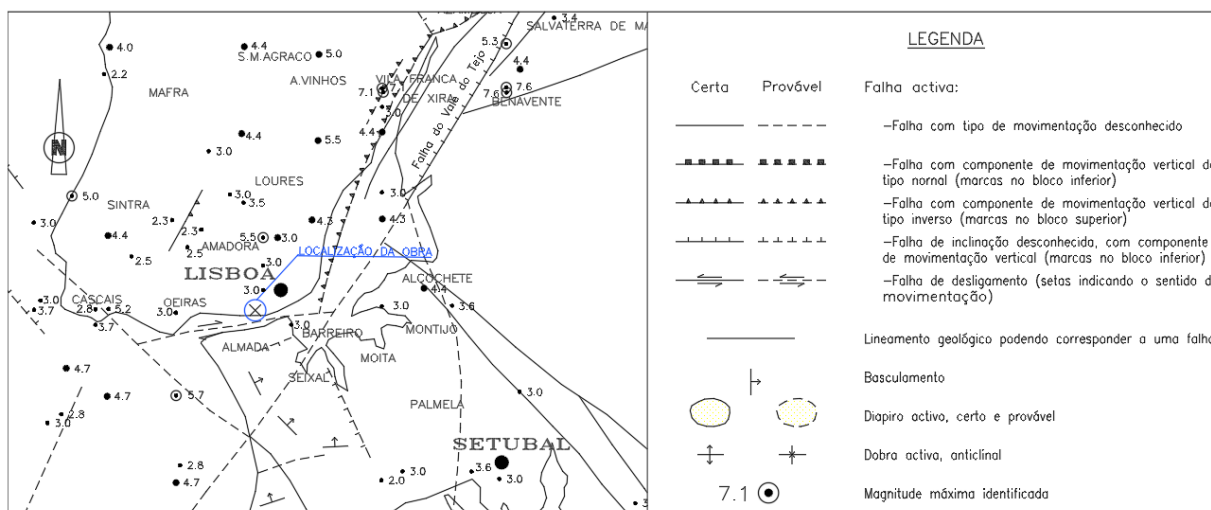 3.4
SALVATERRA DE MA
4.0
4.4
S.M.AGRACO
5.0
5.3
2.2
4.4
A.VINHOS
VILA FRANCA
MAFRA
7.1
7.6
7.6
DE XIRA
BENAVENTE
3.0
Falha do Vale do Tejo
N
4.4
4.4
5.5
3.0
LOURES
5.0
3.0
3.0
SINTRA
3.5
3.0
2.3
4.3
4.3
2.3
4.4
5.5
3.0
AMADORA
2.5
2.5
LOCALIZAÇÃO DA OBRA
3.0
LISBOA
ALCOCHETE
3.0
4.4
CASCAIS
3.0
OEIRAS
3.7
2.8
5.2
3.0
3.0
3.6
3.7
3.0
BARREIRO
MONTIJO
ALMADA
MOITA
SEIXAL
4.7
4.7
5.7
3.0
PALMELA
2.8
3.0
SETUBAL
2.8
3.0
3.6
4.7
2.0
3.0
3.0
LEGENDA
Certa Provável Falha activa:
–Falha com tipo de movimentação desconhecido
–Falha com componente de movimentação vertical de
tipo nornal (marcas no bloco inferior)
–Falha com componente de movimentação vertical de
tipo inverso (marcas no bloco superior)
–Falha de inclinação desconhecida, com componente
de movimentação vertical (marcas no bloco inferior)
–Falha de desligamento (setas indicando o sentido d
movimentação)
Lineamento geológico podendo corresponder a uma falha
Basculamento
Diapiro activo, certo e provável
Dobra activa, anticlinal
7.1 Magnitude máxima identificada